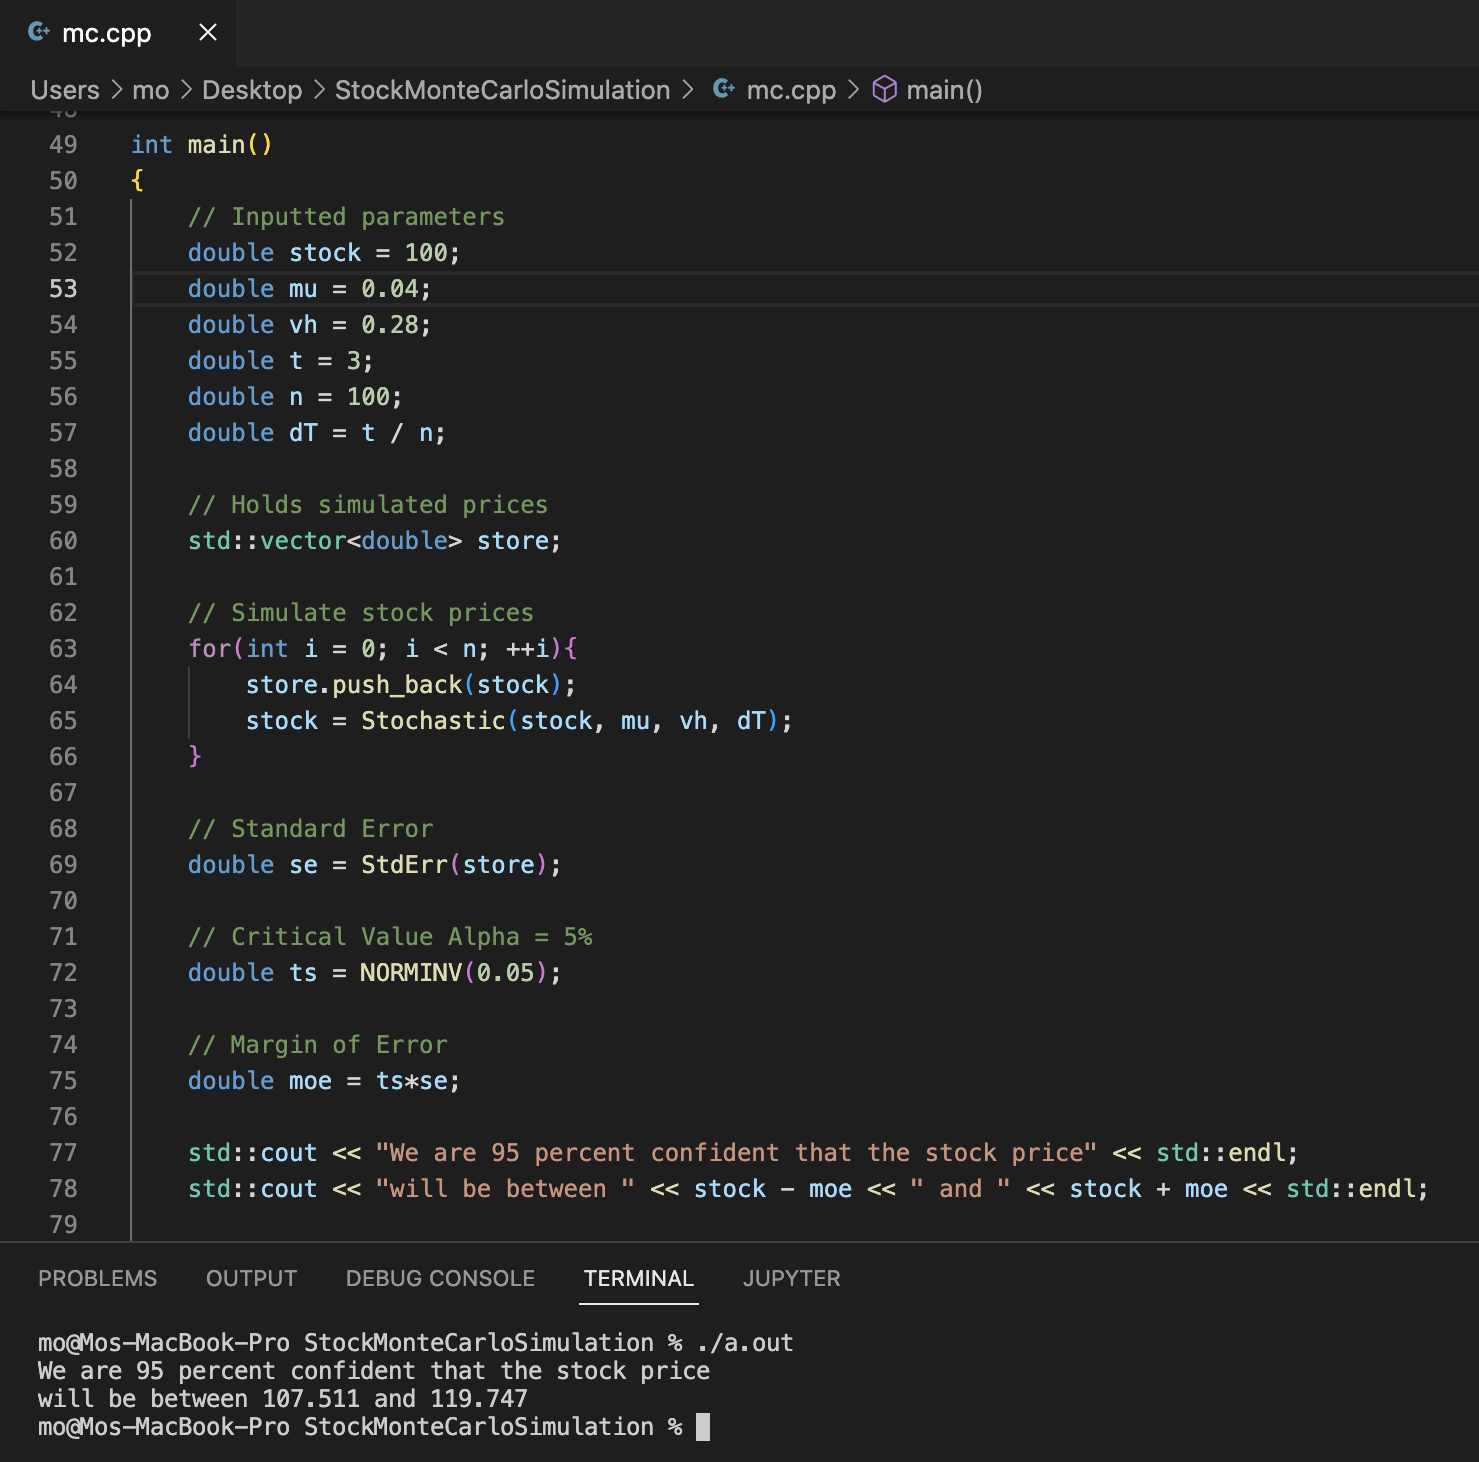 mc.cpp
Users > mo > Desktop > StockMonteCarloSimulation > mc.cpp > main()
48
49 int main()
50 {
51 // Inputted parameters
52 double stock = 100;
53 double mu = 0.04;
54 double vh = 0.28;
55 double t = 3;
56 double n = 100;
57 double dT = t / n;
58
59 // Holds simulated prices
60 std::vector<double> store;
61
62 // Simulate stock prices
63 for(int i = 0; i < n; ++i){
64 store.push_back(stock);
65 stock = Stochastic(stock, mu, vh, dT);
66 }
67
68 // Standard Error
69 double se = StdErr(store);
70
71 // Critical Value Alpha = 5%
72 double ts = NORMINV(0.05);
73
74 // Margin of Error
75 double moe = ts*se;
76
77 std::cout << "We are 95 percent confident that the stock price" << std::endl;
78 std::cout << "will be between " << stock - moe << " and " << stock + moe << std::endl;
79
PROBLEMS OUTPUT DEBUG CONSOLE TERMINAL JUPYTER
mo@Mos-MacBook-Pro StockMonteCarloSimulation % ./a.out
We are 95 percent confident that the stock price
will be between 107.511 and 119.747
mo@Mos-MacBook-Pro StockMonteCarloSimulation %